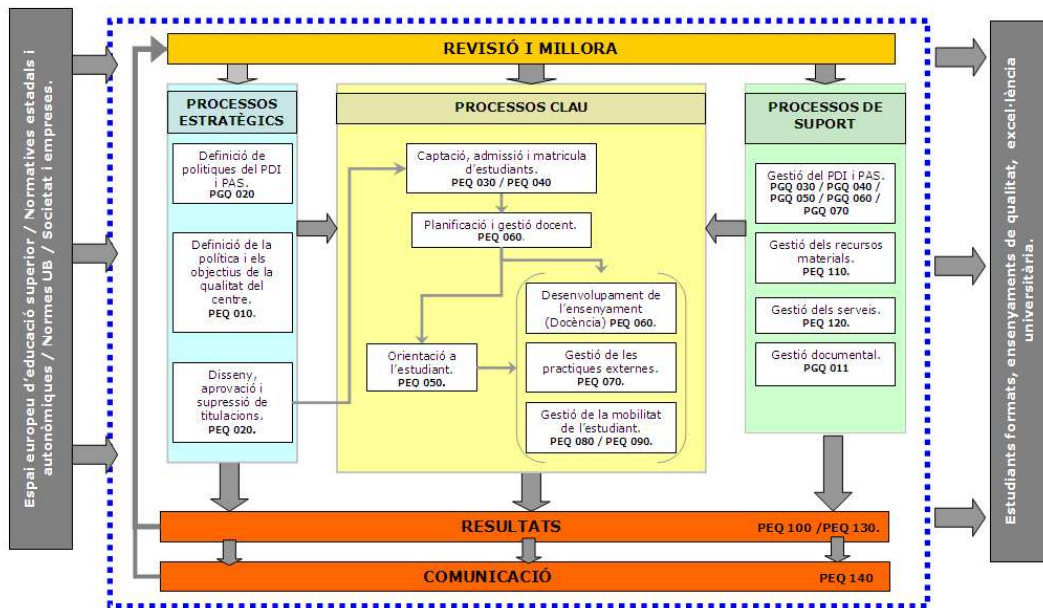 Espai europeu d'educació superior / Normatives estadals i
autonòmiques / Normes UB / Societat i empreses.
REVISIÓ I MILLORA
PROCESSOS
ESTRATÈGICS
Definició de
politiques del PDI
i PAS.
PGQ 020
Definició de la
política i els
objectius de la
qualitat del
centre.
PEQ 010.
Disseny,
aprovació i
supressió de
titulacions.
PEQ 020.
PROCESSOS CLAU
Captació, admissió i matricula
d'estudiants.
PEQ 030 / PEQ 040
Planificació i gestió docent.
PEQ 060.
Desenvolupament de
l'ensenyament
(Docència) PEQ 060.
Orientació a
l'estudiant.
PEQ 050.
Gestió de les
practiques externes.
PEQ 070.
Gestió de la mobilitat
de l'estudiant.
PEQ 080 / PEQ 090.
PROCESSOS DE
SUPORT
Gestió del PDI i PAS.
PGQ 030 / PGQ 040 /
PGQ 050 / PGQ 060 /
PGQ 070
Gestió dels recursos
materials.
PEQ 110.
Gestió dels serveis.
PEQ 120.
Gestió documental.
PGQ 011
RESULTATS
PEQ 100 /PEQ 130.
COMUNICACIÓ
PEQ 140
Estudiants formats, ensenyaments de qualitat, excel·lència
universitària.